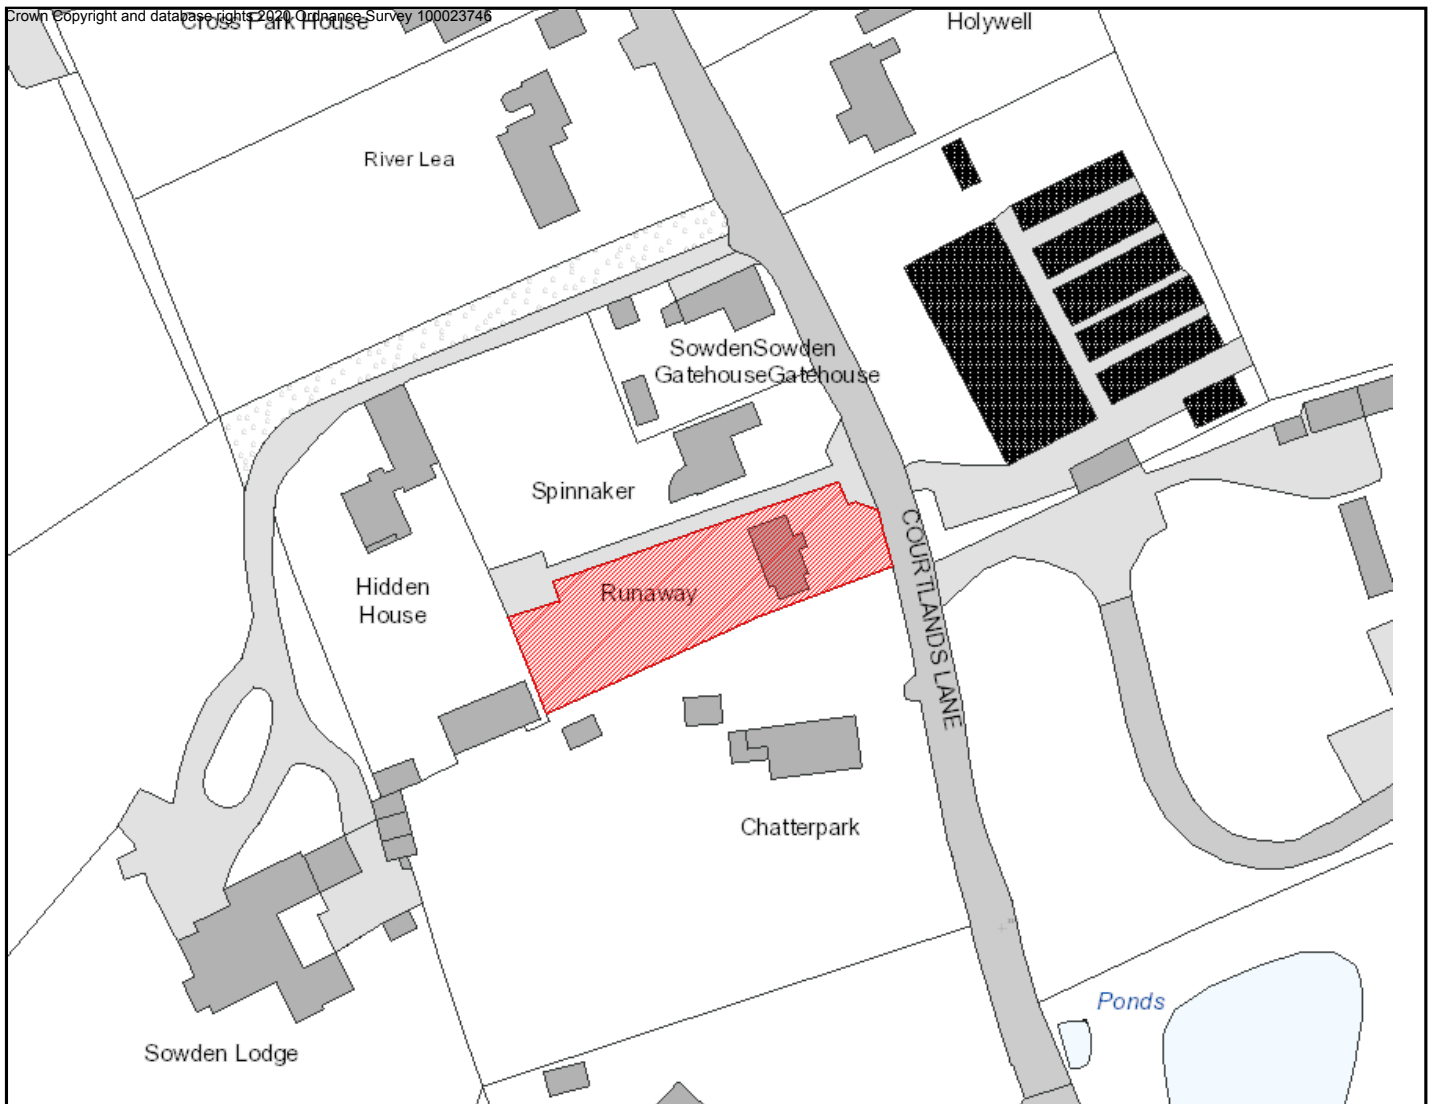 Crown Copyright and database rights 2020 Ordnance Survey 100023746
Cross Park House
Holywell
River Lea
SowdenSowden
GatehouseGatehouse
Spinnaker
COURTLANDS LANE
Hidden
House
Runaway
Chatterpark
Ponds
Sowden Lodge